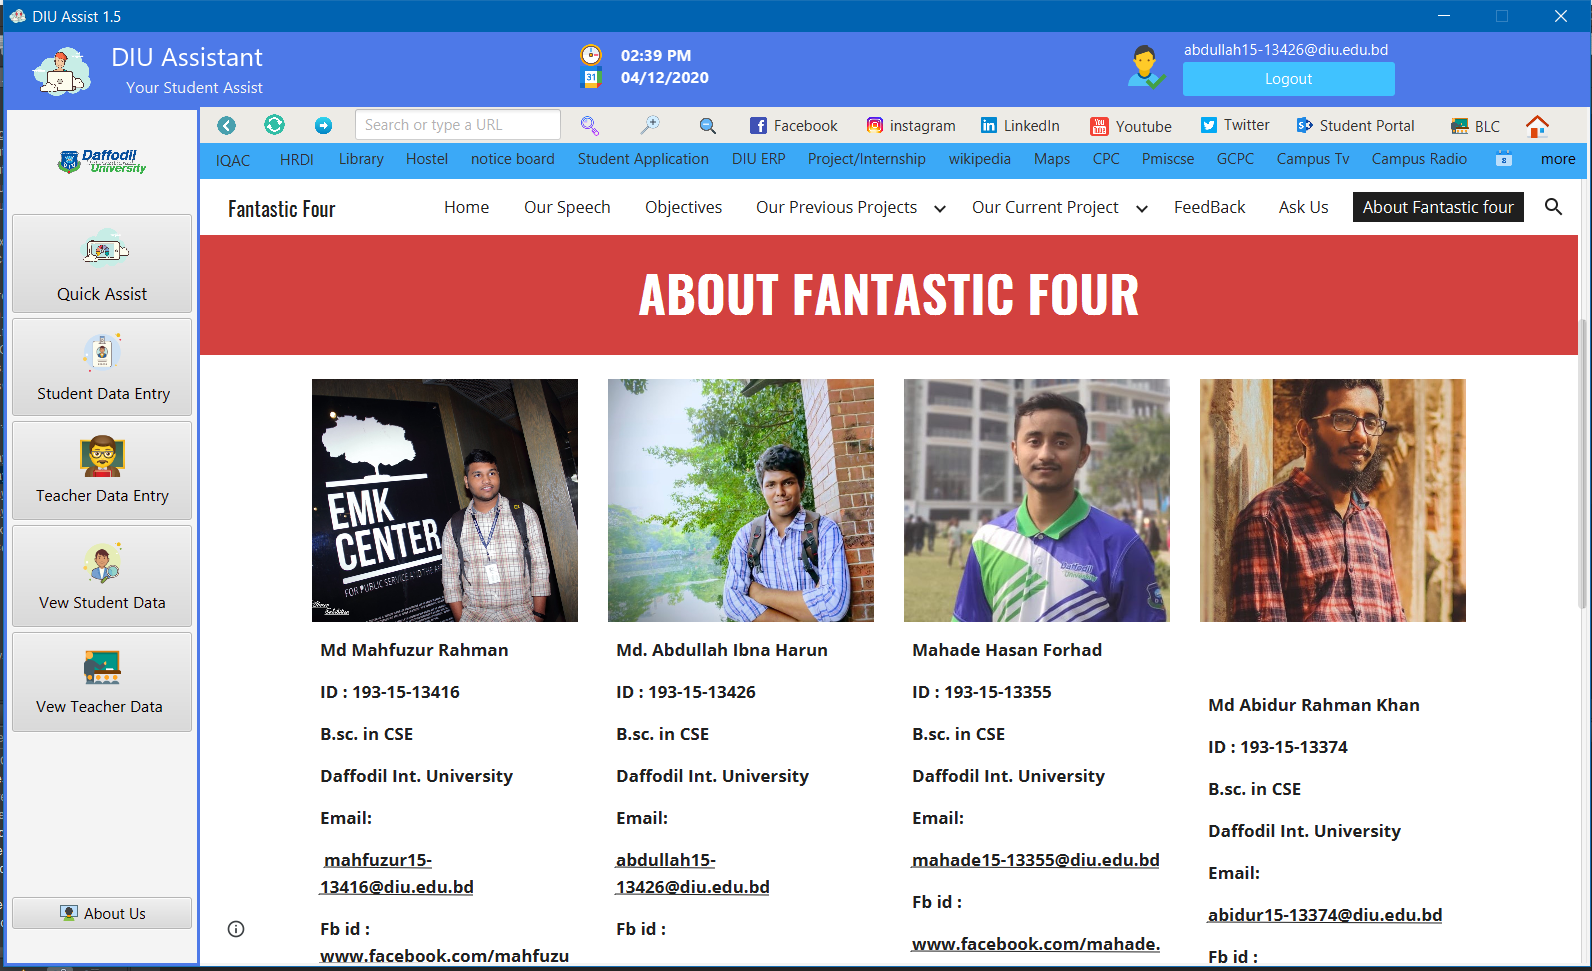 DIU Assist 1.5
DIU Assistant
Your Student Assist
02:39 PM
04/12/2020
abdullah15-13426@diu.edu.bd
Logout
Search or type a URL
Facebook
instagram
LinkedIn
Youtube
Twitter
Student Portal
BLC
IQAC
HRDI
Library
Hostel
notice board
Student Application
DIU ERP
Project/Internship
wikipedia
Maps
CPC
Pmiscse
GCPC
Campus Tv
Campus Radio
more
Daffodil
University
Quick Assist
Student Data Entry
Teacher Data Entry
Vew Student Data
Vew Teacher Data
About Us
Fantastic Four
Home
Our Speech
Objectives
Our Previous Projects
Our Current Project
FeedBack
Ask Us
About Fantastic four
ABOUT FANTASTIC FOUR
EMK
CENTER
FOR PUBLIC SERVICE AND THE ARTS
Daffodil
University
Md Mahfuzur Rahman
ID : 193-15-13416
B.sc. in CSE
Daffodil Int. University
Email:
mahfuzur15-
13416@diu.edu.bd
Fb id :
www.facebook.com/mahfuzu
Md. Abdullah Ibna Harun
ID : 193-15-13426
B.sc. in CSE
Daffodil Int. University
Email:
abdullah15-
13426@diu.edu.bd
Fb id :
Mahade Hasan Forhad
ID : 193-15-13355
B.sc. in CSE
Daffodil Int. University
Email:
mahade15-13355@diu.edu.bd
Fb id :
www.facebook.com/mahade.
Md Abidur Rahman Khan
ID : 193-15-13374
B.sc. in CSE
Daffodil Int. University
Email:
abidur15-13374@diu.edu.bd
Fb id :